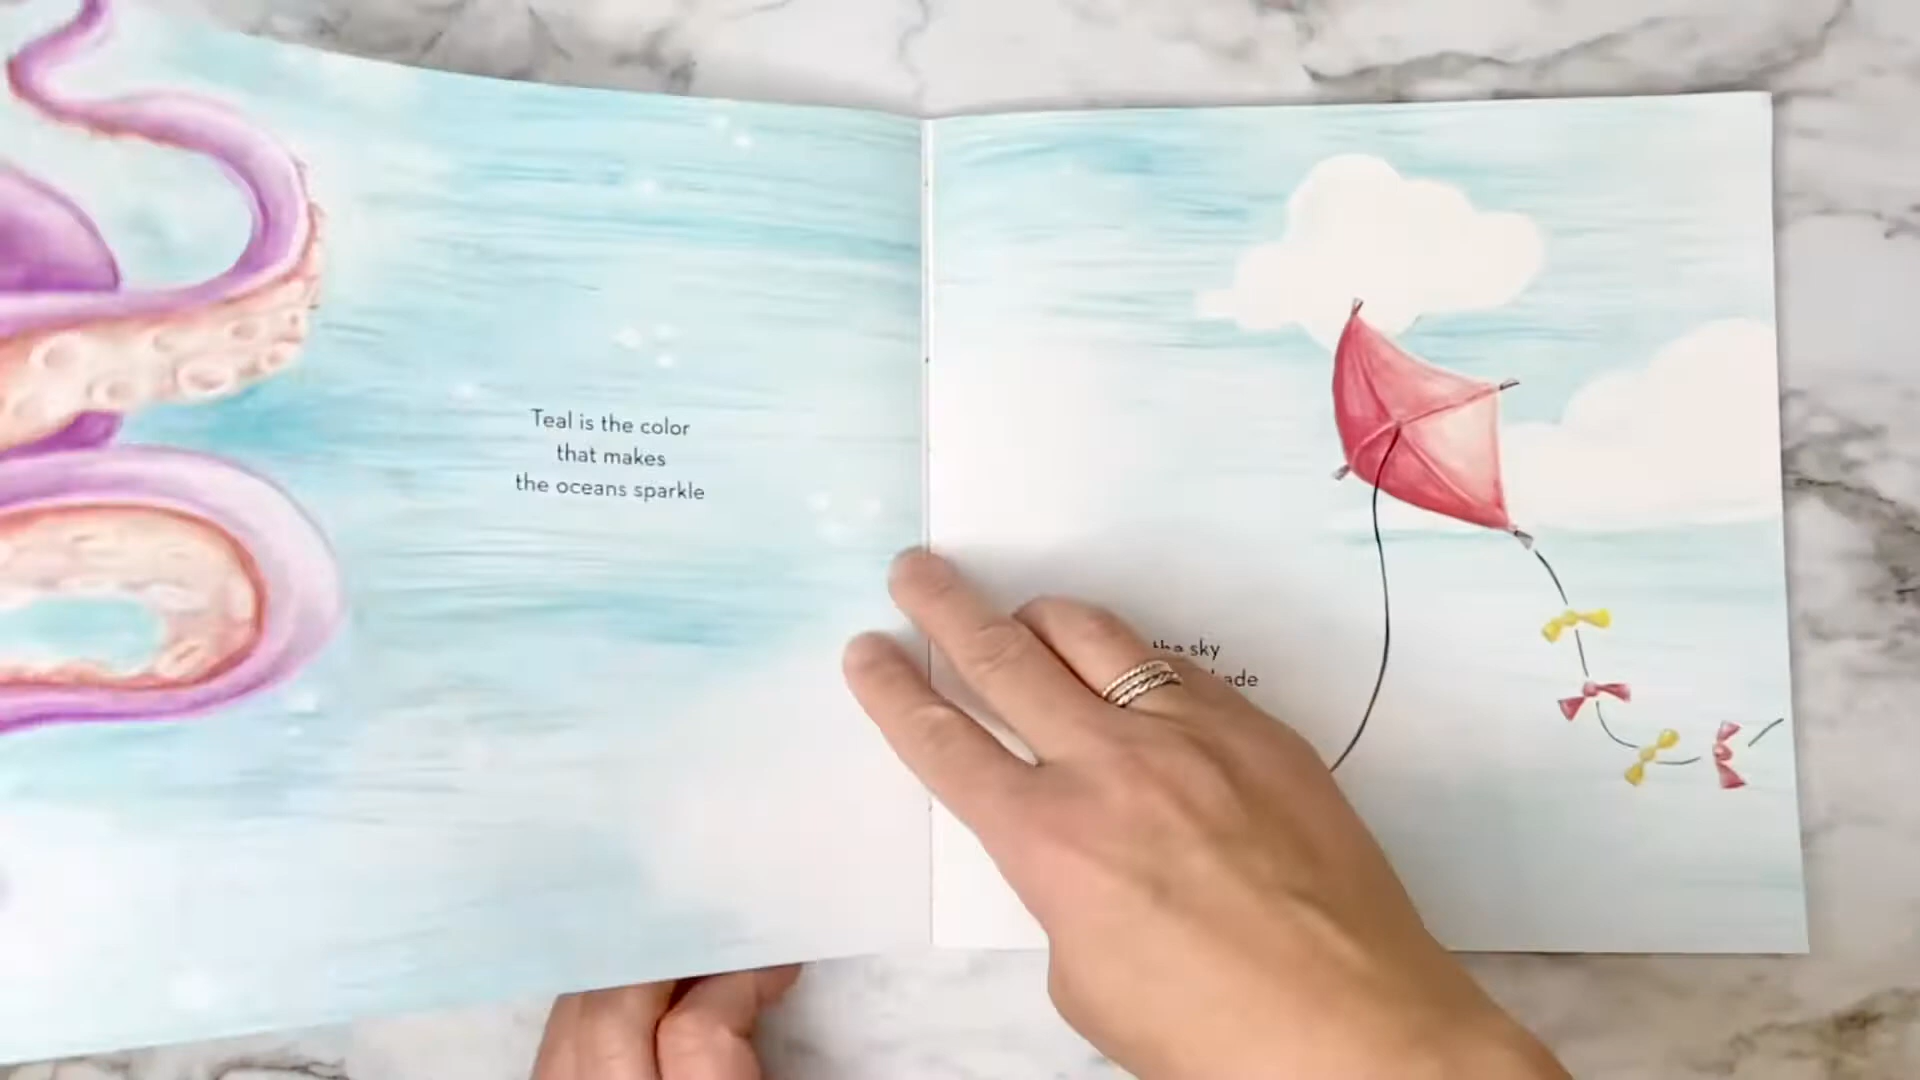 Teal is the color
that makes
the oceans sparkle
the sky